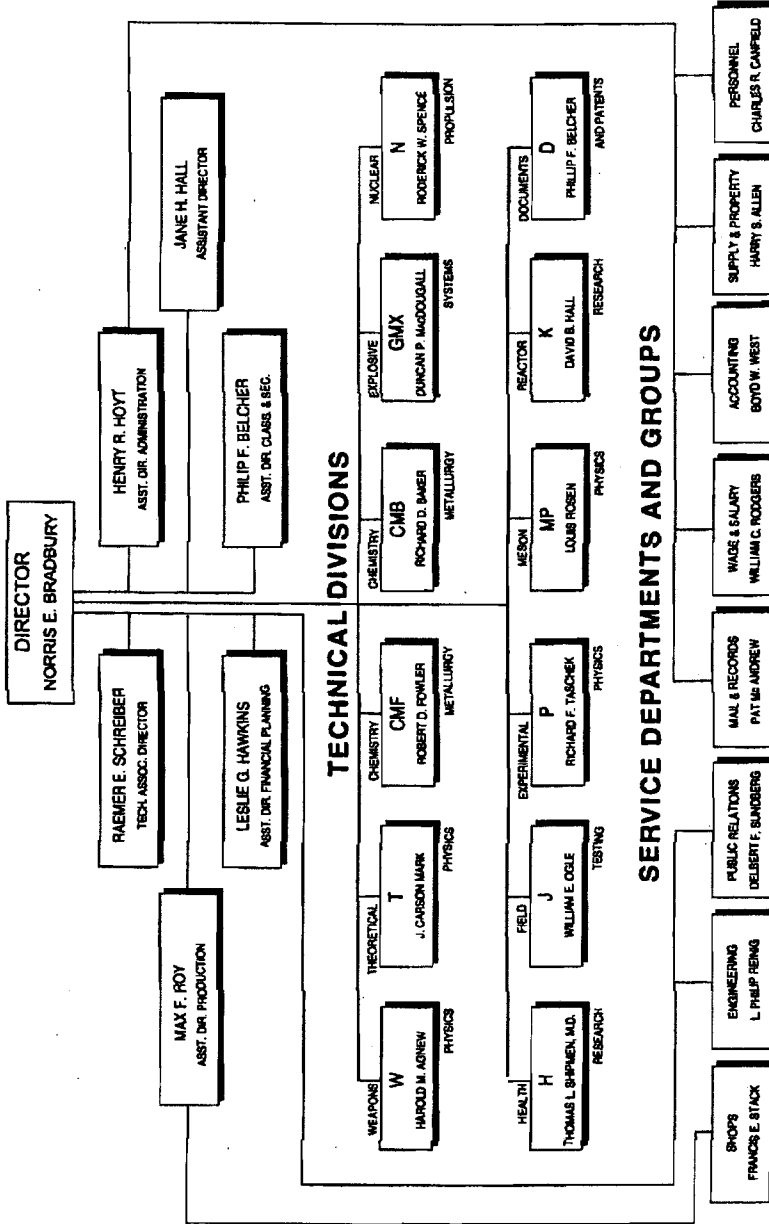 DIRECTOR
NORRIS E. BRADBURY
RAEMER E. SCHREIBER
TECH. ASSOC. DIRECTOR
HENRY R. HOYT
ASST. DIR. ADMINISTRATION
MAX F. ROY
ASST. DIR. PRODUCTION
JANE H. HALL
ASSISTANT DIRECTOR
LESLIE G. HAWKINS
ASST. DIR. FINANCIAL PLANNING
PHILIP F. BELCHER
ASST. DIR. CLASS. & SEC.
TECHNICAL DIVISIONS
WEAPONS
W
HAROLD M. AGNEW
PHYSICS
THEORETICAL
T
J. CARSON MARK
PHYSICS
CHEMISTRY
CMF
ROBERT D. FOWLER
METALLURGY
CHEMISTRY
CMB
RICHARD D. BAKER
METALLURGY
EXPLOSIVE
GMX
DUNCAN P. MacDOUGALL
SYSTEMS
NUCLEAR
N
RODERICK W. SPENCE
PROPULSION
HEALTH
H
THOMAS L. SHIPMEN, M.D.
RESEARCH
FIELD
J
WILLIAM E. OGLE
TESTING
EXPERIMENTAL
P
RICHARD F. TASCHEK
PHYSICS
MESON
MP
LOUIS ROSEN
PHYSICS
REACTOR
K
DAVID B. HALL
RESEARCH
DOCUMENTS
D
PHILLIP F. BELCHER
AND PATENTS
SERVICE DEPARTMENTS AND GROUPS
SHOPS
FRANCIS E. STACK
ENGINEERING
L. PHILIP REINIG
PUBLIC RELATIONS
DELBERT F. SUNDBERG
MAIL & RECORDS
PAT Mc ANDREW
WAGE & SALARY
WILLIAM C. RODGERS
ACCOUNTING
BOYD W. WEST
SUPPLY & PROPERTY
HARRY S. ALLEN
PERSONNEL
CHARLES R. CANFIELD